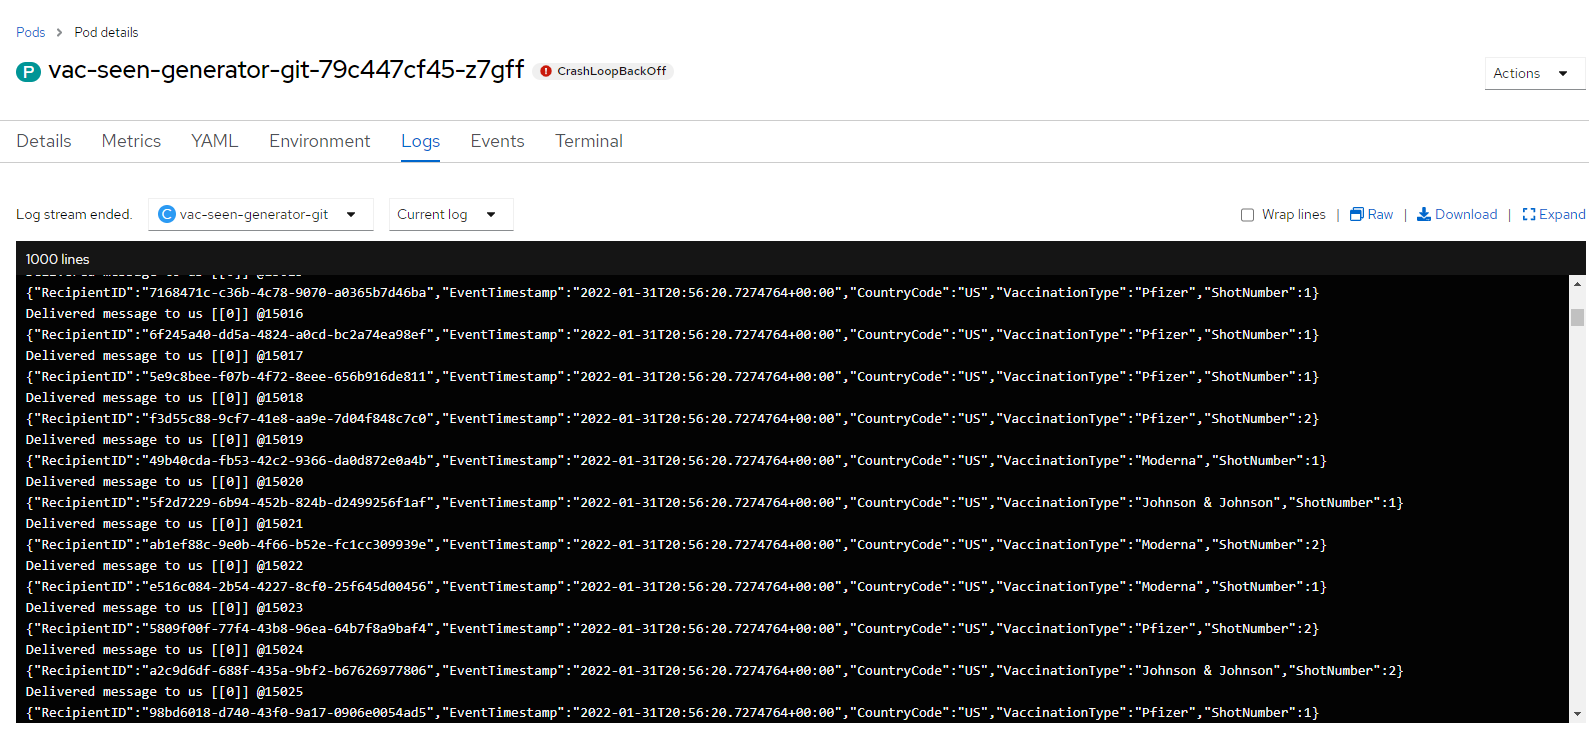 Pods > Pod details
P vac-seen-generator-git-79c447cf45-z7gff CrashLoopBackOff
Actions
Details Metrics YAML Environment Logs Events Terminal
Log stream ended. C vac-seen-generator-git Current log Wrap lines | Raw | Download | Expand
1000 lines
{"RecipientID":"7168471c-c36b-4c78-9070-a0365b7d46ba","EventTimestamp":"2022-01-31T20:56:20.7274764+00:00","CountryCode":"US","VaccinationType":"Pfizer","ShotNumber":1}
Delivered message to us [[0]] @15016
{"RecipientID":"6f245a40-dd5a-4824-a0cd-bc2a74ea98ef","EventTimestamp":"2022-01-31T20:56:20.7274764+00:00","CountryCode":"US","VaccinationType":"Pfizer","ShotNumber":1}
Delivered message to us [[0]] @15017
{"RecipientID":"5e9c8bee-f07b-4f72-8eee-656b916de811","EventTimestamp":"2022-01-31T20:56:20.7274764+00:00","CountryCode":"US","VaccinationType":"Pfizer","ShotNumber":1}
Delivered message to us [[0]] @15018
{"RecipientID":"f3d55c88-9cf7-41e8-aa9e-7d04f848c7c0","EventTimestamp":"2022-01-31T20:56:20.7274764+00:00","CountryCode":"US","VaccinationType":"Pfizer","ShotNumber":2}
Delivered message to us [[0]] @15019
{"RecipientID":"49b40cda-fb53-42c2-9366-da0d872e0a4b","EventTimestamp":"2022-01-31T20:56:20.7274764+00:00","CountryCode":"US","VaccinationType":"Moderna","ShotNumber":1}
Delivered message to us [[0]] @15020
{"RecipientID":"5f2d7229-6b94-452b-824b-d2499256f1af","EventTimestamp":"2022-01-31T20:56:20.7274764+00:00","CountryCode":"US","VaccinationType":"Johnson & Johnson","ShotNumber":1}
Delivered message to us [[0]] @15021
{"RecipientID":"ab1ef88c-9e0b-4f66-b52e-fc1cc309939e","EventTimestamp":"2022-01-31T20:56:20.7274764+00:00","CountryCode":"US","VaccinationType":"Moderna","ShotNumber":2}
Delivered message to us [[0]] @15022
{"RecipientID":"e516c084-2b54-4227-8cf0-25f645d00456","EventTimestamp":"2022-01-31T20:56:20.7274764+00:00","CountryCode":"US","VaccinationType":"Moderna","ShotNumber":1}
Delivered message to us [[0]] @15023
{"RecipientID":"5809f00f-77f4-43b8-96ea-64b7f8a9baf4","EventTimestamp":"2022-01-31T20:56:20.7274764+00:00","CountryCode":"US","VaccinationType":"Pfizer","ShotNumber":2}
Delivered message to us [[0]] @15024
{"RecipientID":"a2c9d6df-688f-435a-9bf2-b67626977806","EventTimestamp":"2022-01-31T20:56:20.7274764+00:00","CountryCode":"US","VaccinationType":"Johnson & Johnson","ShotNumber":2}
Delivered message to us [[0]] @15025
{"RecipientID":"98bd6018-d740-43f0-9a17-0906e0054ad5","EventTimestamp":"2022-01-31T20:56:20.7274764+00:00","CountryCode":"US","VaccinationType":"Pfizer","ShotNumber":1}